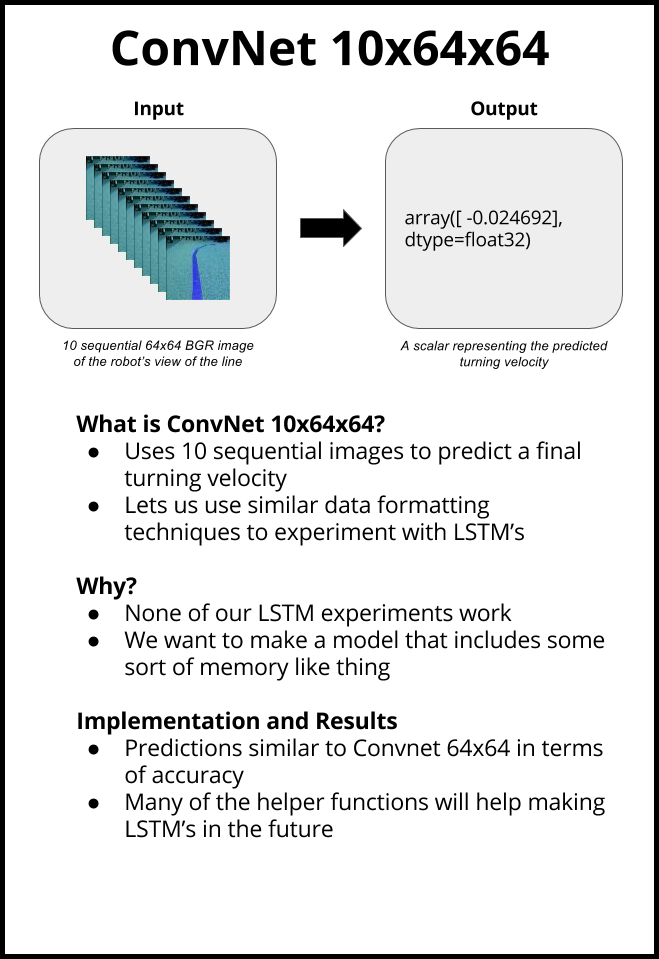 ConvNet 10x64x64
Input
Output
array([ -0.024692],
dtype=float32)
10 sequential 64x64 BGR image
of the robot's view of the line
A scalar representing the predicted
turning velocity
What is ConvNet 10x64x64?
● Uses 10 sequential images to predict a final
turning velocity
● Lets us use similar data formatting
techniques to experiment with LSTM's
Why?
● None of our LSTM experiments work
● We want to make a model that includes some
sort of memory like thing
Implementation and Results
● Predictions similar to Convnet 64x64 in terms
of accuracy
● Many of the helper functions will help making
LSTM's in the future